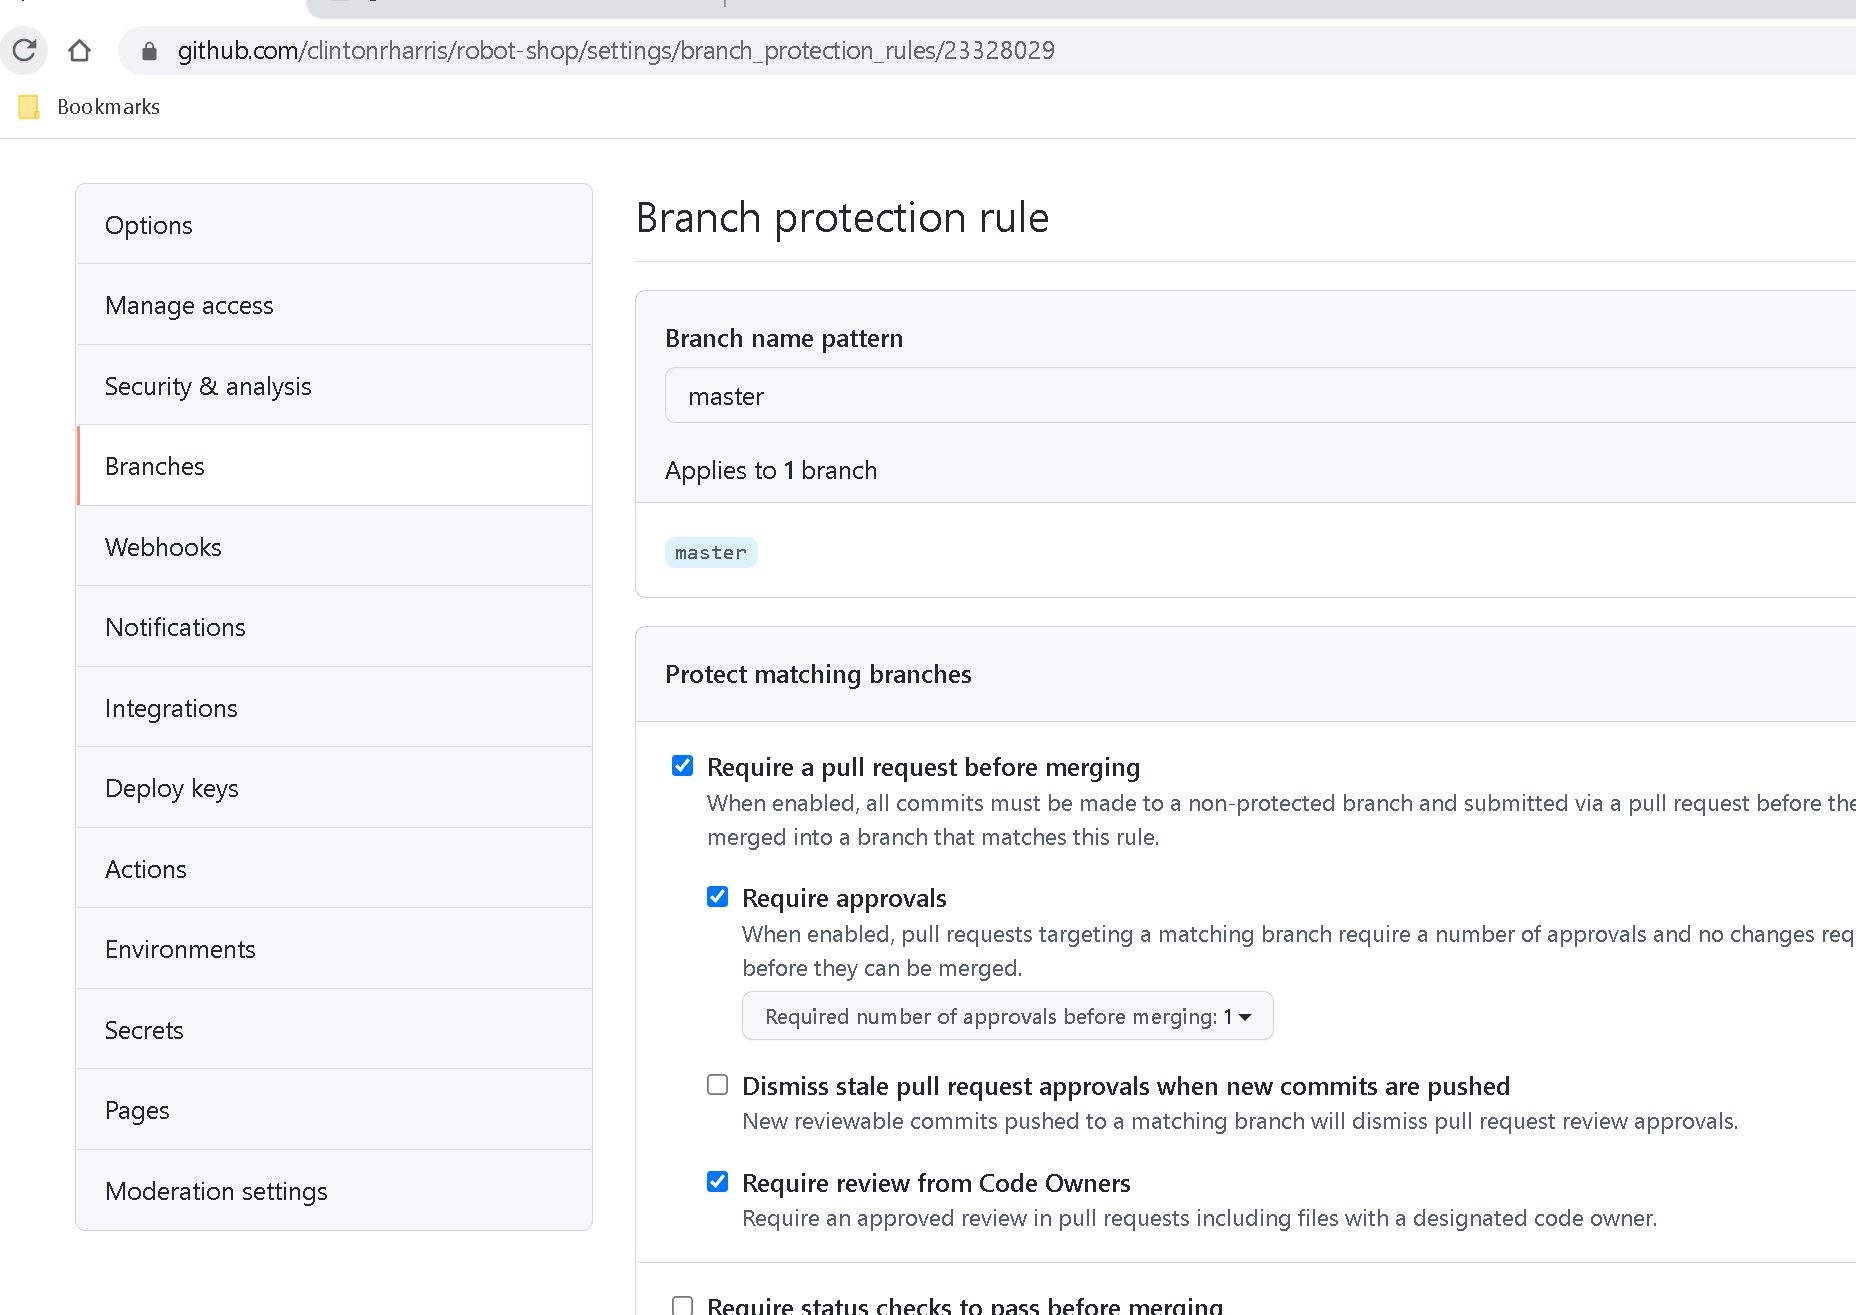 github.com/clintonrharris/robot-shop/settings/branch_protection_rules/23328029
Bookmarks
Options
Manage access
Security & analysis
Branches
Webhooks
Notifications
Integrations
Deploy keys
Actions
Environments
Secrets
Pages
Moderation settings
Branch protection rule
Branch name pattern
master
Applies to 1 branch
master
Protect matching branches
Require a pull request before merging
When enabled, all commits must be made to a non-protected branch and submitted via a pull request before the
merged into a branch that matches this rule.
Require approvals
When enabled, pull requests targeting a matching branch require a number of approvals and no changes req
before they can be merged.
Required number of approvals before merging: 1
Dismiss stale pull request approvals when new commits are pushed
New reviewable commits pushed to a matching branch will dismiss pull request review approvals.
Require review from Code Owners
Require an approved review in pull requests including files with a designated code owner.
Require status checks to pass before merging